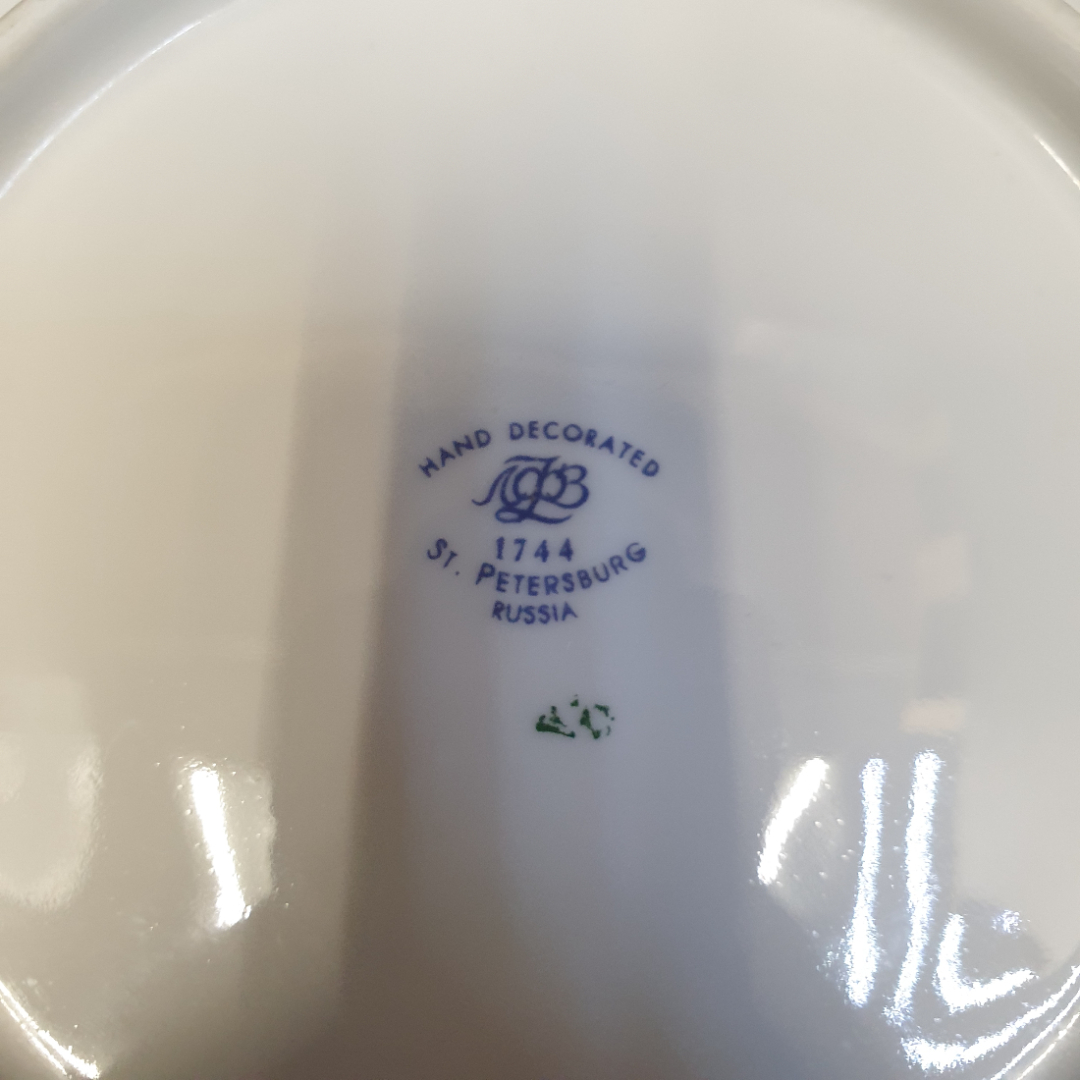 HAND DECORATED
ЛФЗ
1744
ST. PETERSBURG
RUSSIA